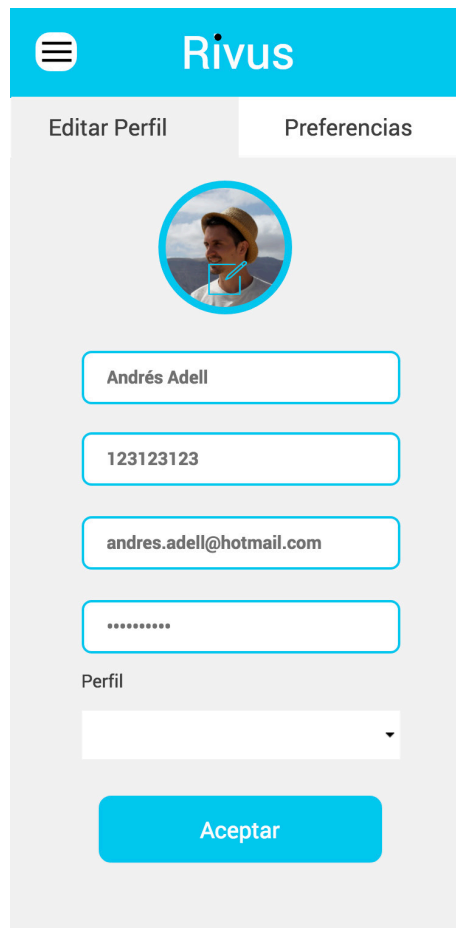 Rivus
Editar Perfil
Preferencias
Andrés Adell
123123123
andres.adell@hotmail.com
••••••••••
Perfil
Aceptar